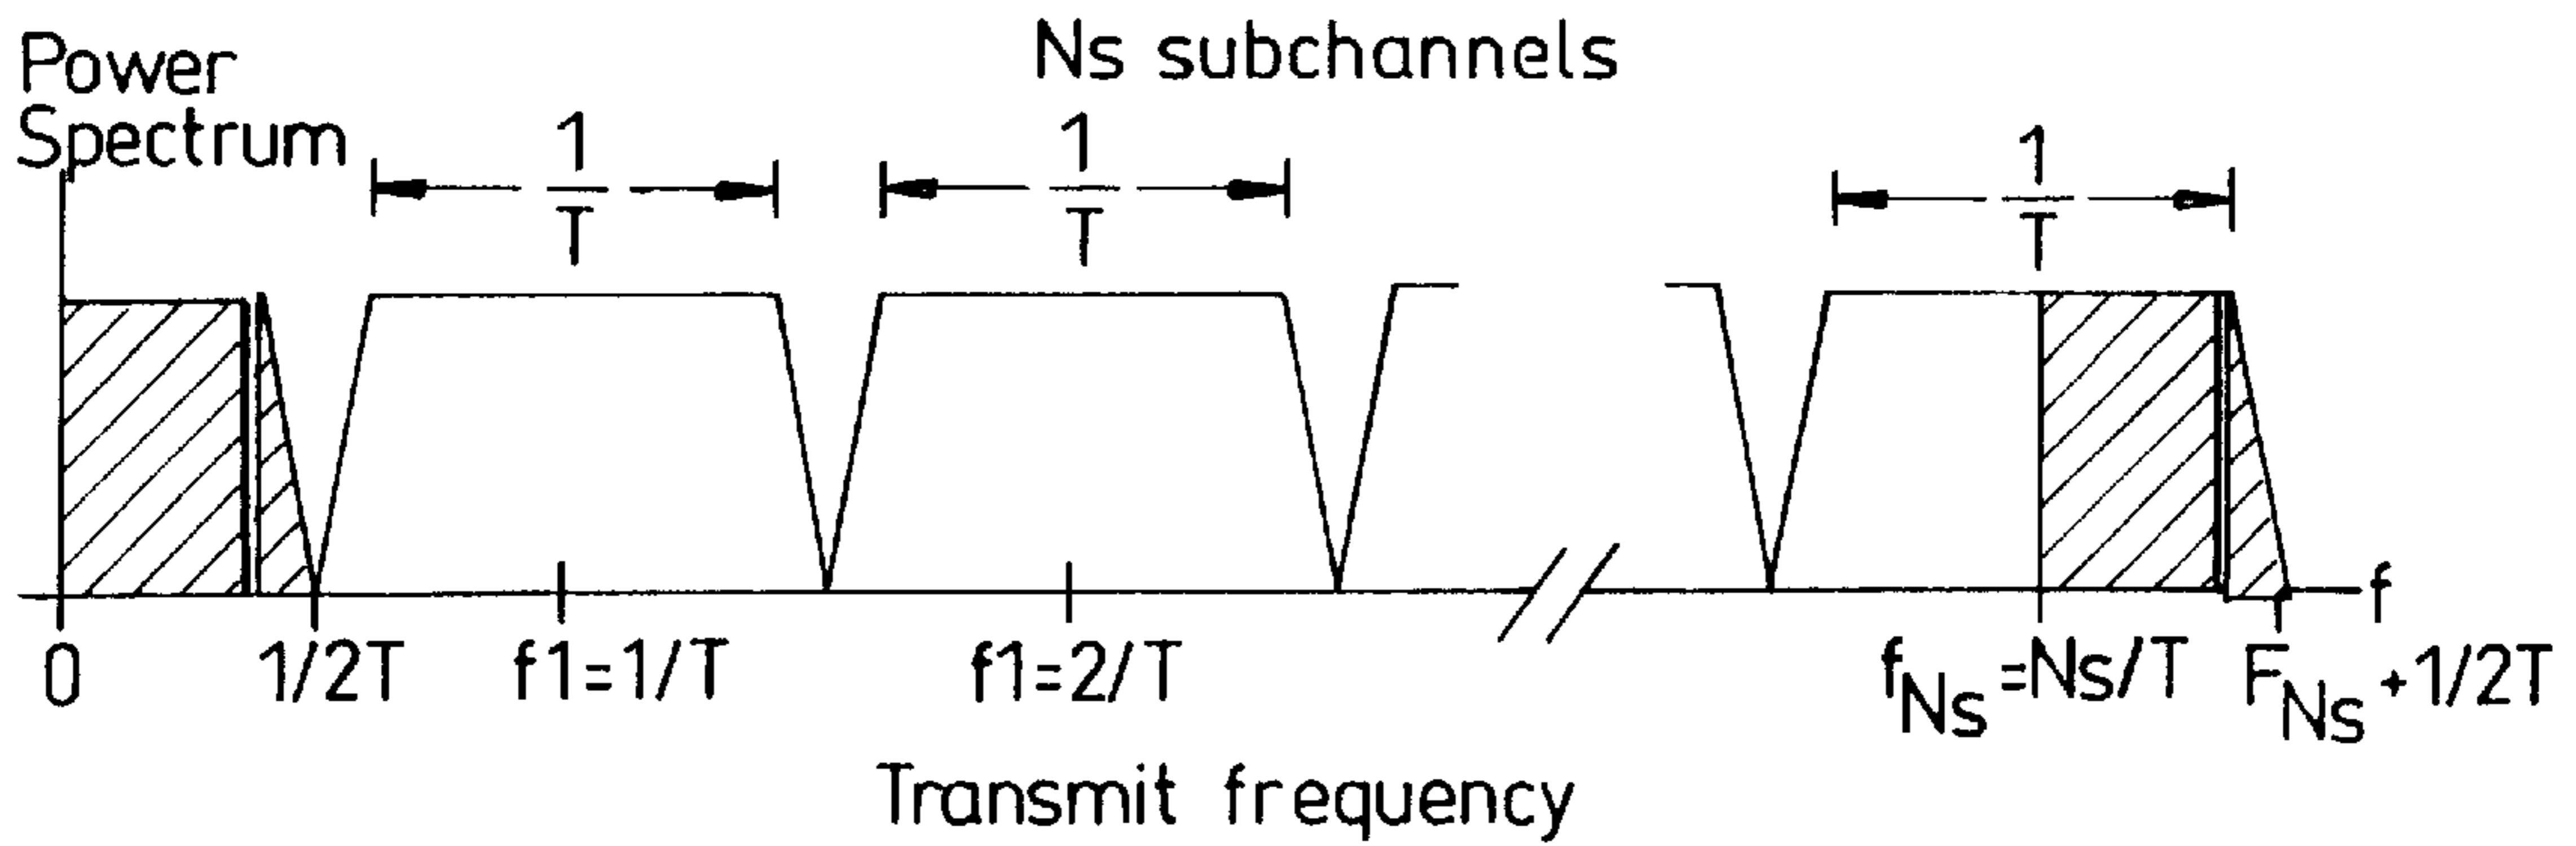 Power
Spectrum
Ns subchannels
1
T
1
T
1
T
0
1/2T
f1=1/T
f1=2/T
fNs=Ns/T
FNs+1/2T
f
Transmit frequency